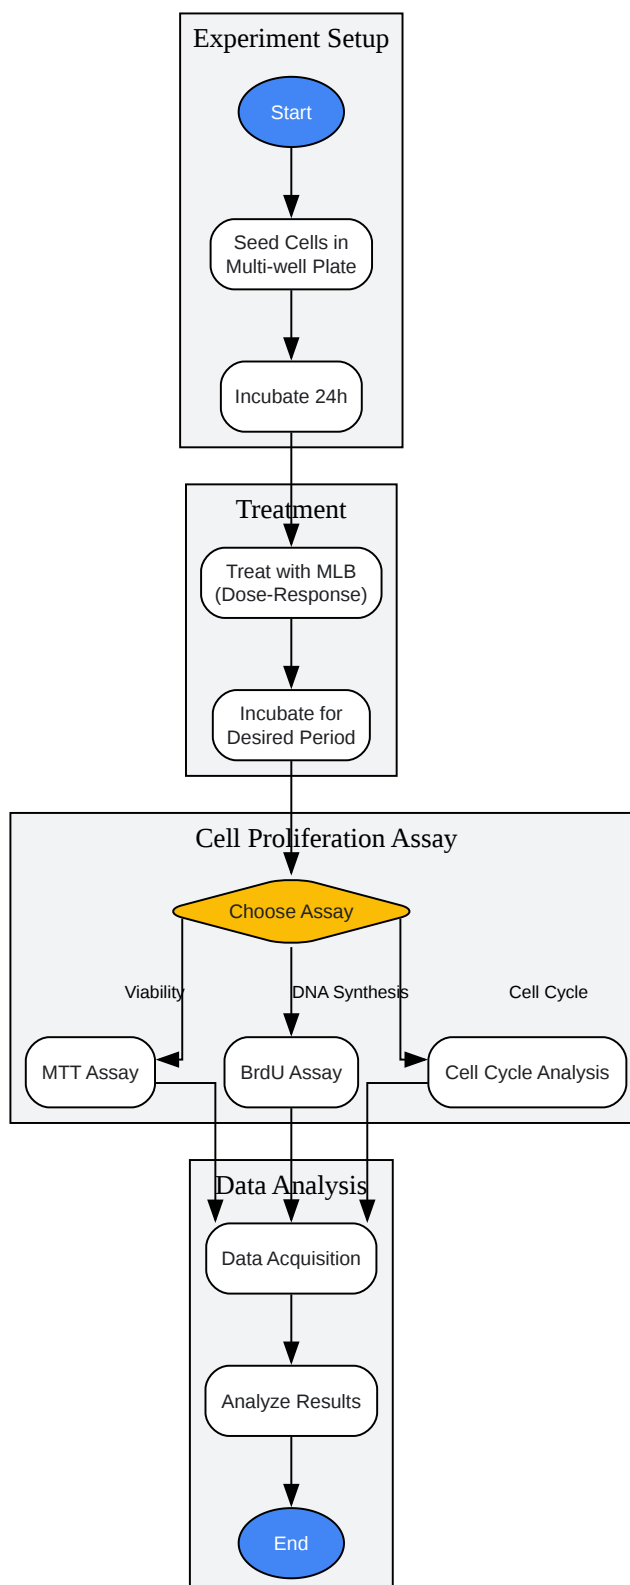 Experiment Setup
Start
Seed Cells in
Multi-well Plate
Incubate 24h
Treatment
Treat with MLB
(Dose-Response)
Incubate for
Desired Period
Cell Proliferation Assay
Choose Assay
Viability
DNA Synthesis
Cell Cycle
MTT Assay
BrdU Assay
Cell Cycle Analysis
Data Analysis
Data Acquisition
Analyze Results
End